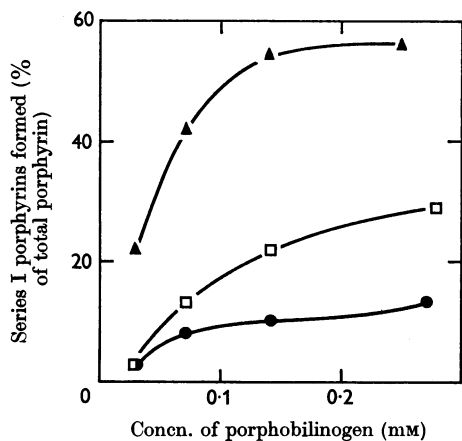 60
40
20
0
0·1
0·2
Series I porphyrins formed (%
of total porphyrin)
Concn. of porphobilinogen (mM)